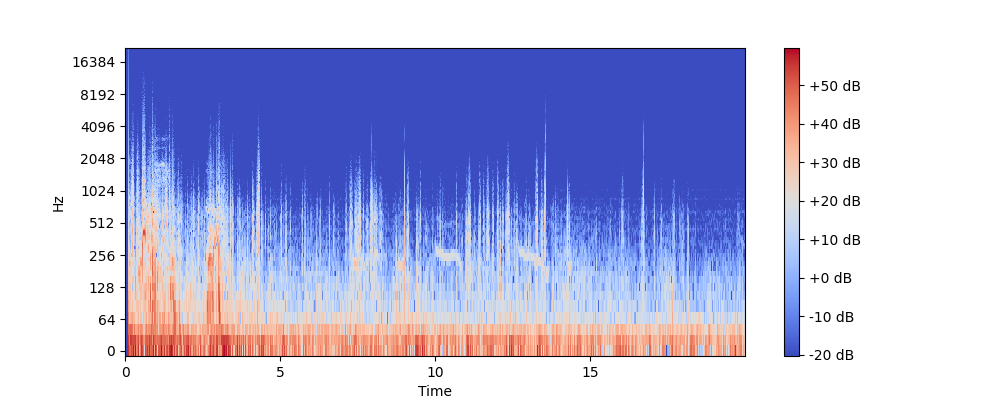 16384
8192
4096
2048
1024
512
256
128
64
0
Hz
0 5 10 15
Time
+50 dB
+40 dB
+30 dB
+20 dB
+10 dB
+0 dB
-10 dB
-20 dB